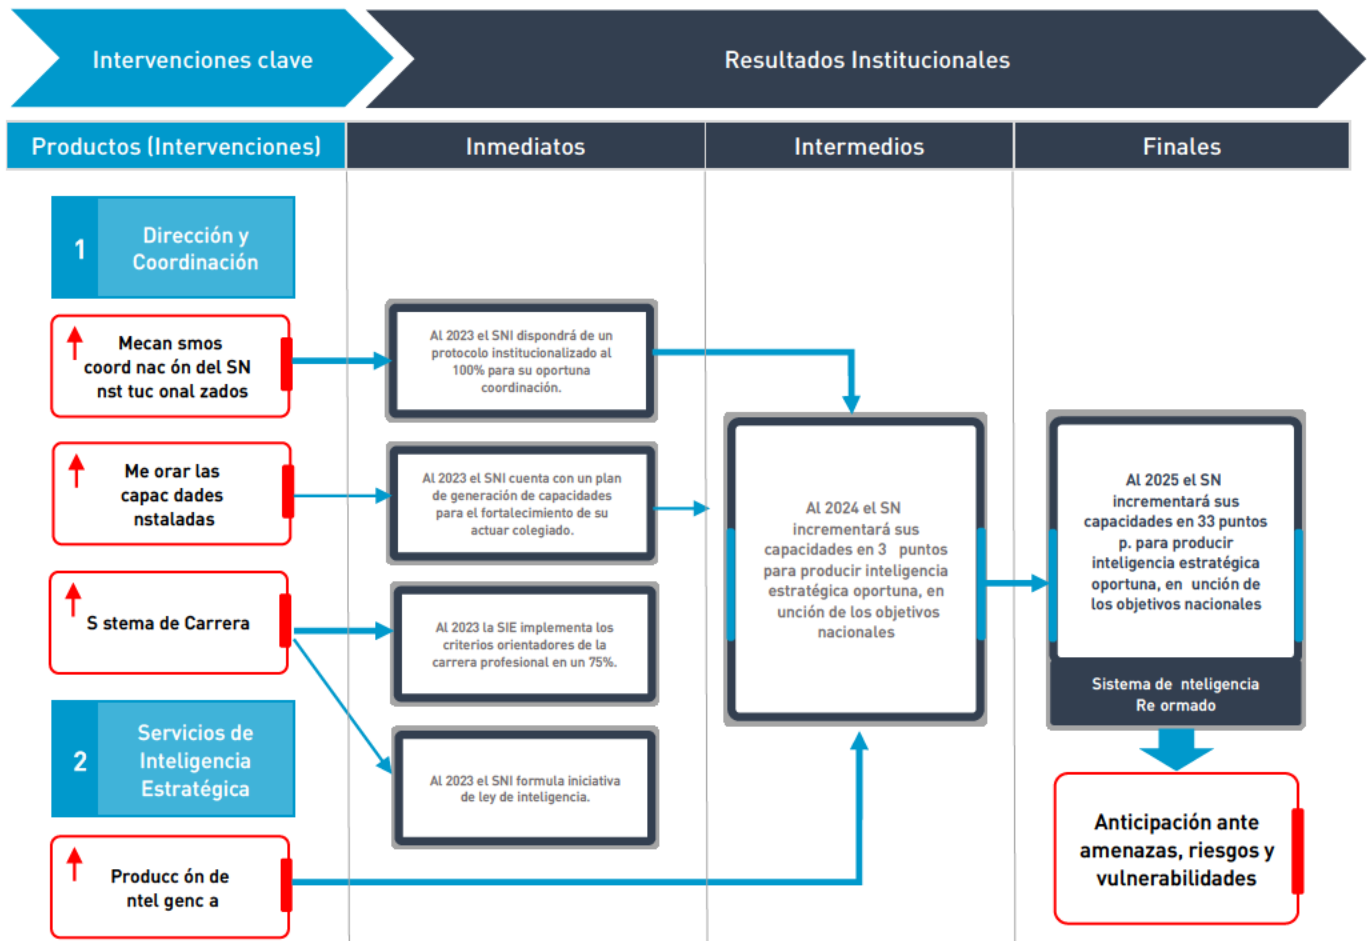 Intervenciones clave
Resultados Institucionales
Productos (Intervenciones)
Inmediatos
Intermedios
Finales
1
Dirección y
Coordinación
Mecan smos
coord nac ón del SN
nst tuc onal zados
Me orar las
capac dades
nstaladas
S stema de Carrera
2
Servicios de
Inteligencia
Estratégica
Producc ón de
ntel genc a
Al 2023 el SNI dispondrá de un
protocolo institucionalizado al
100% para su oportuna
coordinación.
Al 2023 el SNI cuenta con un plan
de generación de capacidades
para el fortalecimiento de su
actuar colegiado.
Al 2023 la SIE implementa los
criterios orientadores de la
carrera profesional en un 75%.
Al 2023 el SNI formula iniciativa
de ley de inteligencia.
Al 2024 el SN
incrementará sus
capacidades en 3 puntos
para producir inteligencia
estratégica oportuna, en
unción de los objetivos
nacionales
Al 2025 el SN
incrementará sus
capacidades en 33 puntos
p. para producir
inteligencia estratégica
oportuna, en unción de
los objetivos nacionales
Sistema de nteligencia
Re ormado
Anticipación ante
amenazas, riesgos y
vulnerabilidades